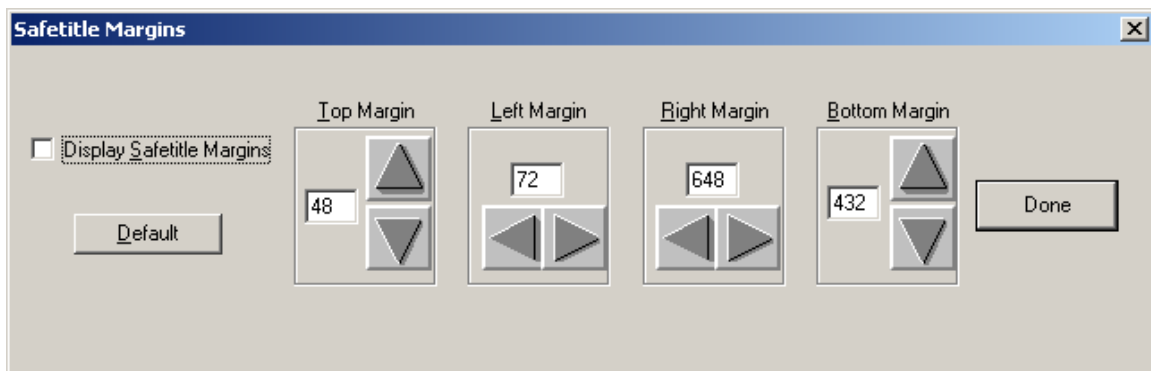 Safetitle Margins
Top Margin Left Margin Right Margin Bottom Margin
Display Safetitle Margins
72 648
48 432
Done
Default